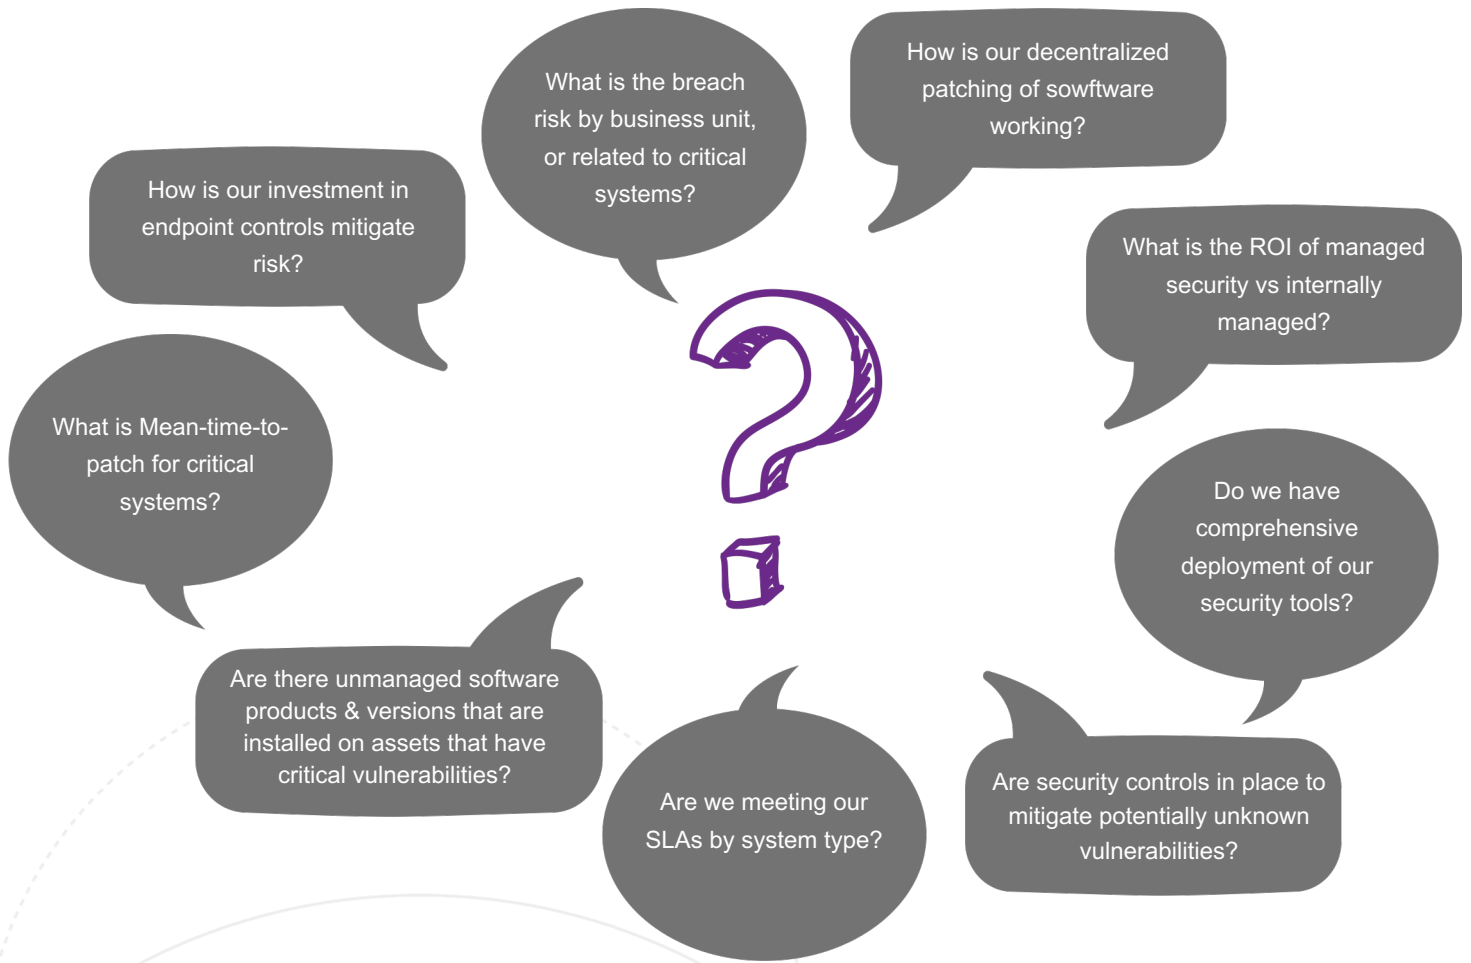 What is the breach
risk by business unit,
or related to critical
systems?
How is our decentralized
patching of sowftware
working?
How is our investment in
endpoint controls mitigate
risk?
What is the ROI of managed
security vs internally
managed?
What is Mean-time-to-
patch for critical
systems?
Do we have
comprehensive
deployment of our
security tools?
Are there unmanaged software
products & versions that are
installed on assets that have
critical vulnerabilities?
Are we meeting our
SLAs by system type?
Are security controls in place to
mitigate potentially unknown
vulnerabilities?